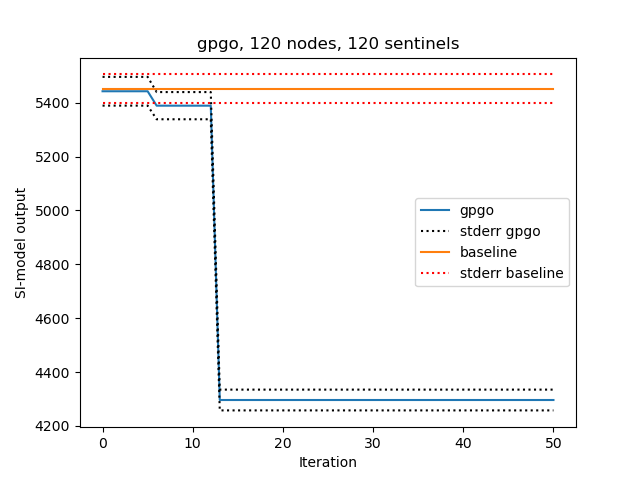 gpgo, 120 nodes, 120 sentinels
SI-model output
5400
5200
5000
4800
4600
4400
4200
gpgo
stderr gpgo
baseline
stderr baseline
0 10 20 30 40 50
Iteration